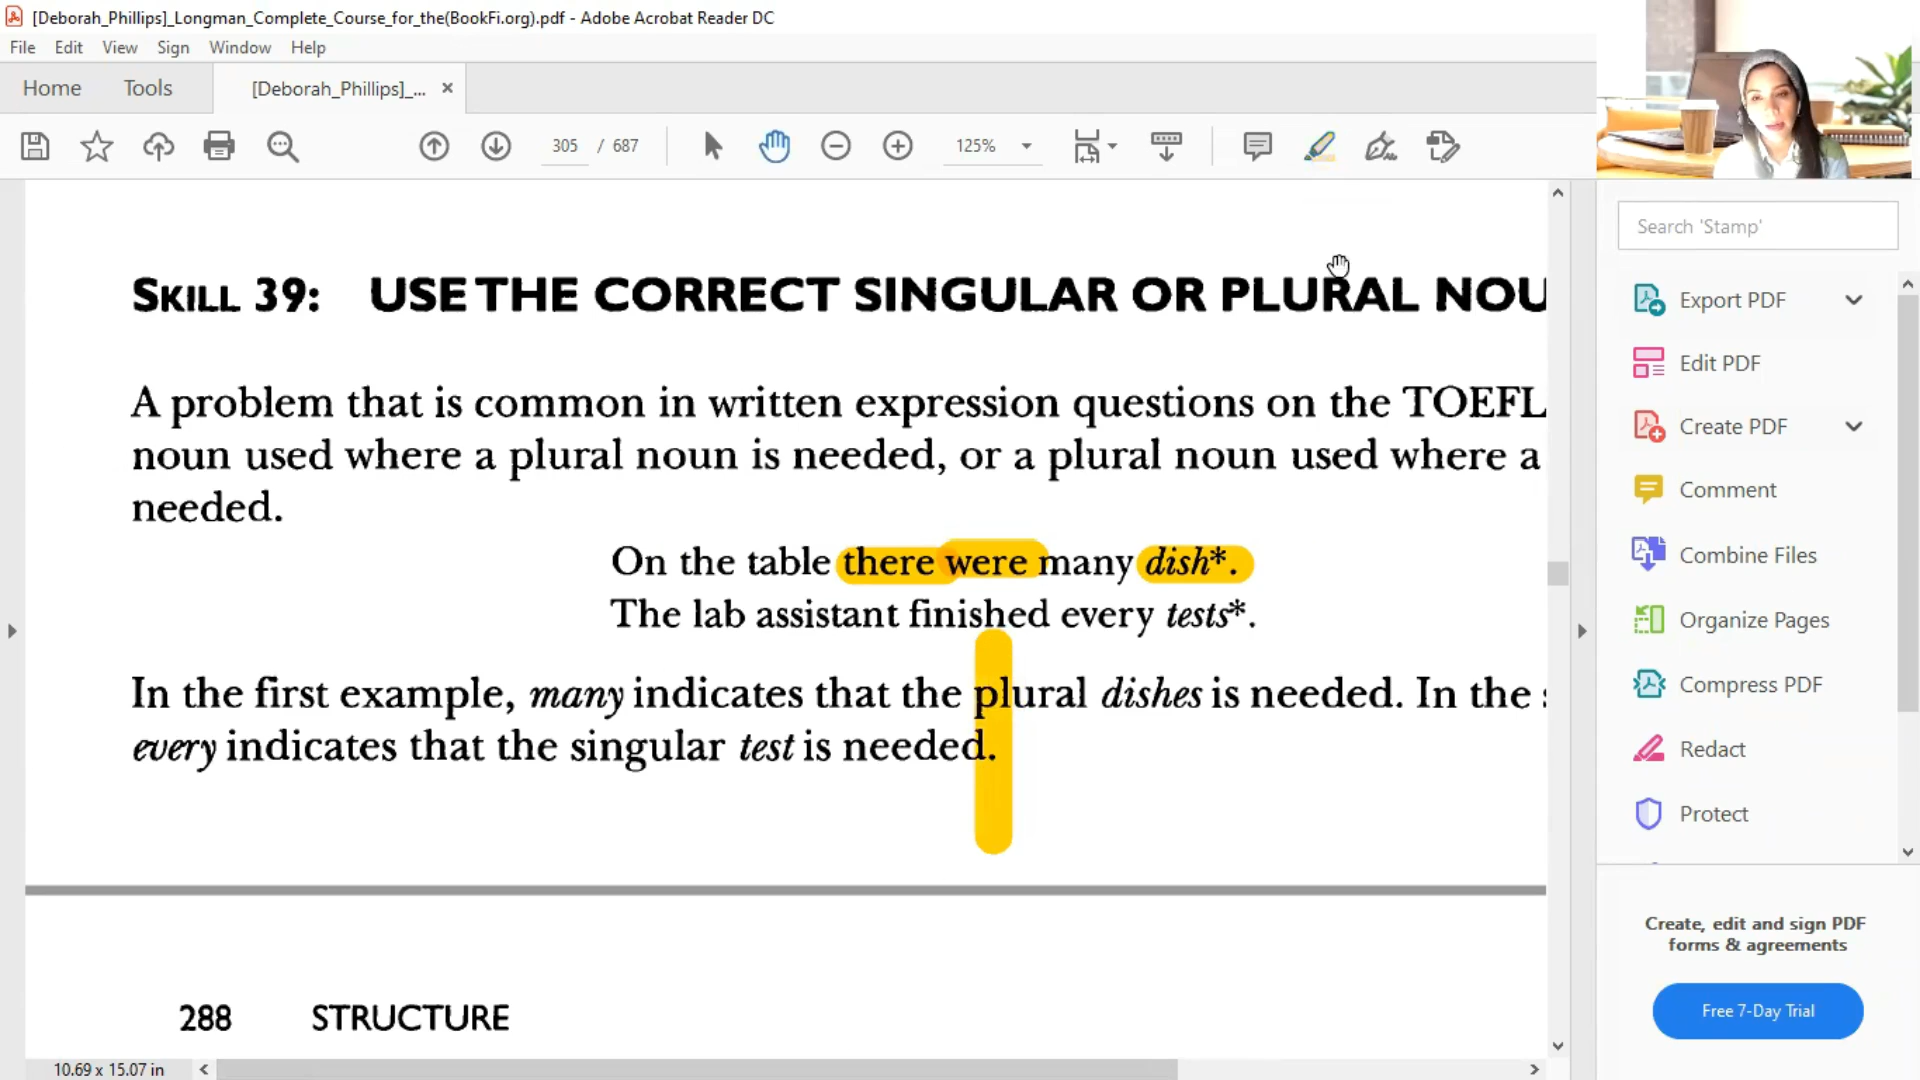 [Deborah_Phillips]_Longman_Complete_Course_for_the(BookFi.org).pdf - Adobe Acrobat Reader DC
File Edit View Sign Window Help
Home Tools [Deborah_Phillips]_... ×
305 / 687 125%
Search 'Stamp'
SKILL 39: USE THE CORRECT SINGULAR OR PLURAL NOU
A problem that is common in written expression questions on the TOEFL
noun used where a plural noun is needed, or a plural noun used where a
needed.
On the table there were many dish*.
The lab assistant finished every tests*.
In the first example, many indicates that the plural dishes is needed. In the
every indicates that the singular test is needed.
288 STRUCTURE
10.69 x 15.07 in
Export PDF
Edit PDF
Create PDF
Comment
Combine Files
Organize Pages
Compress PDF
Redact
Protect
Create, edit and sign PDF
forms & agreements
Free 7-Day Trial